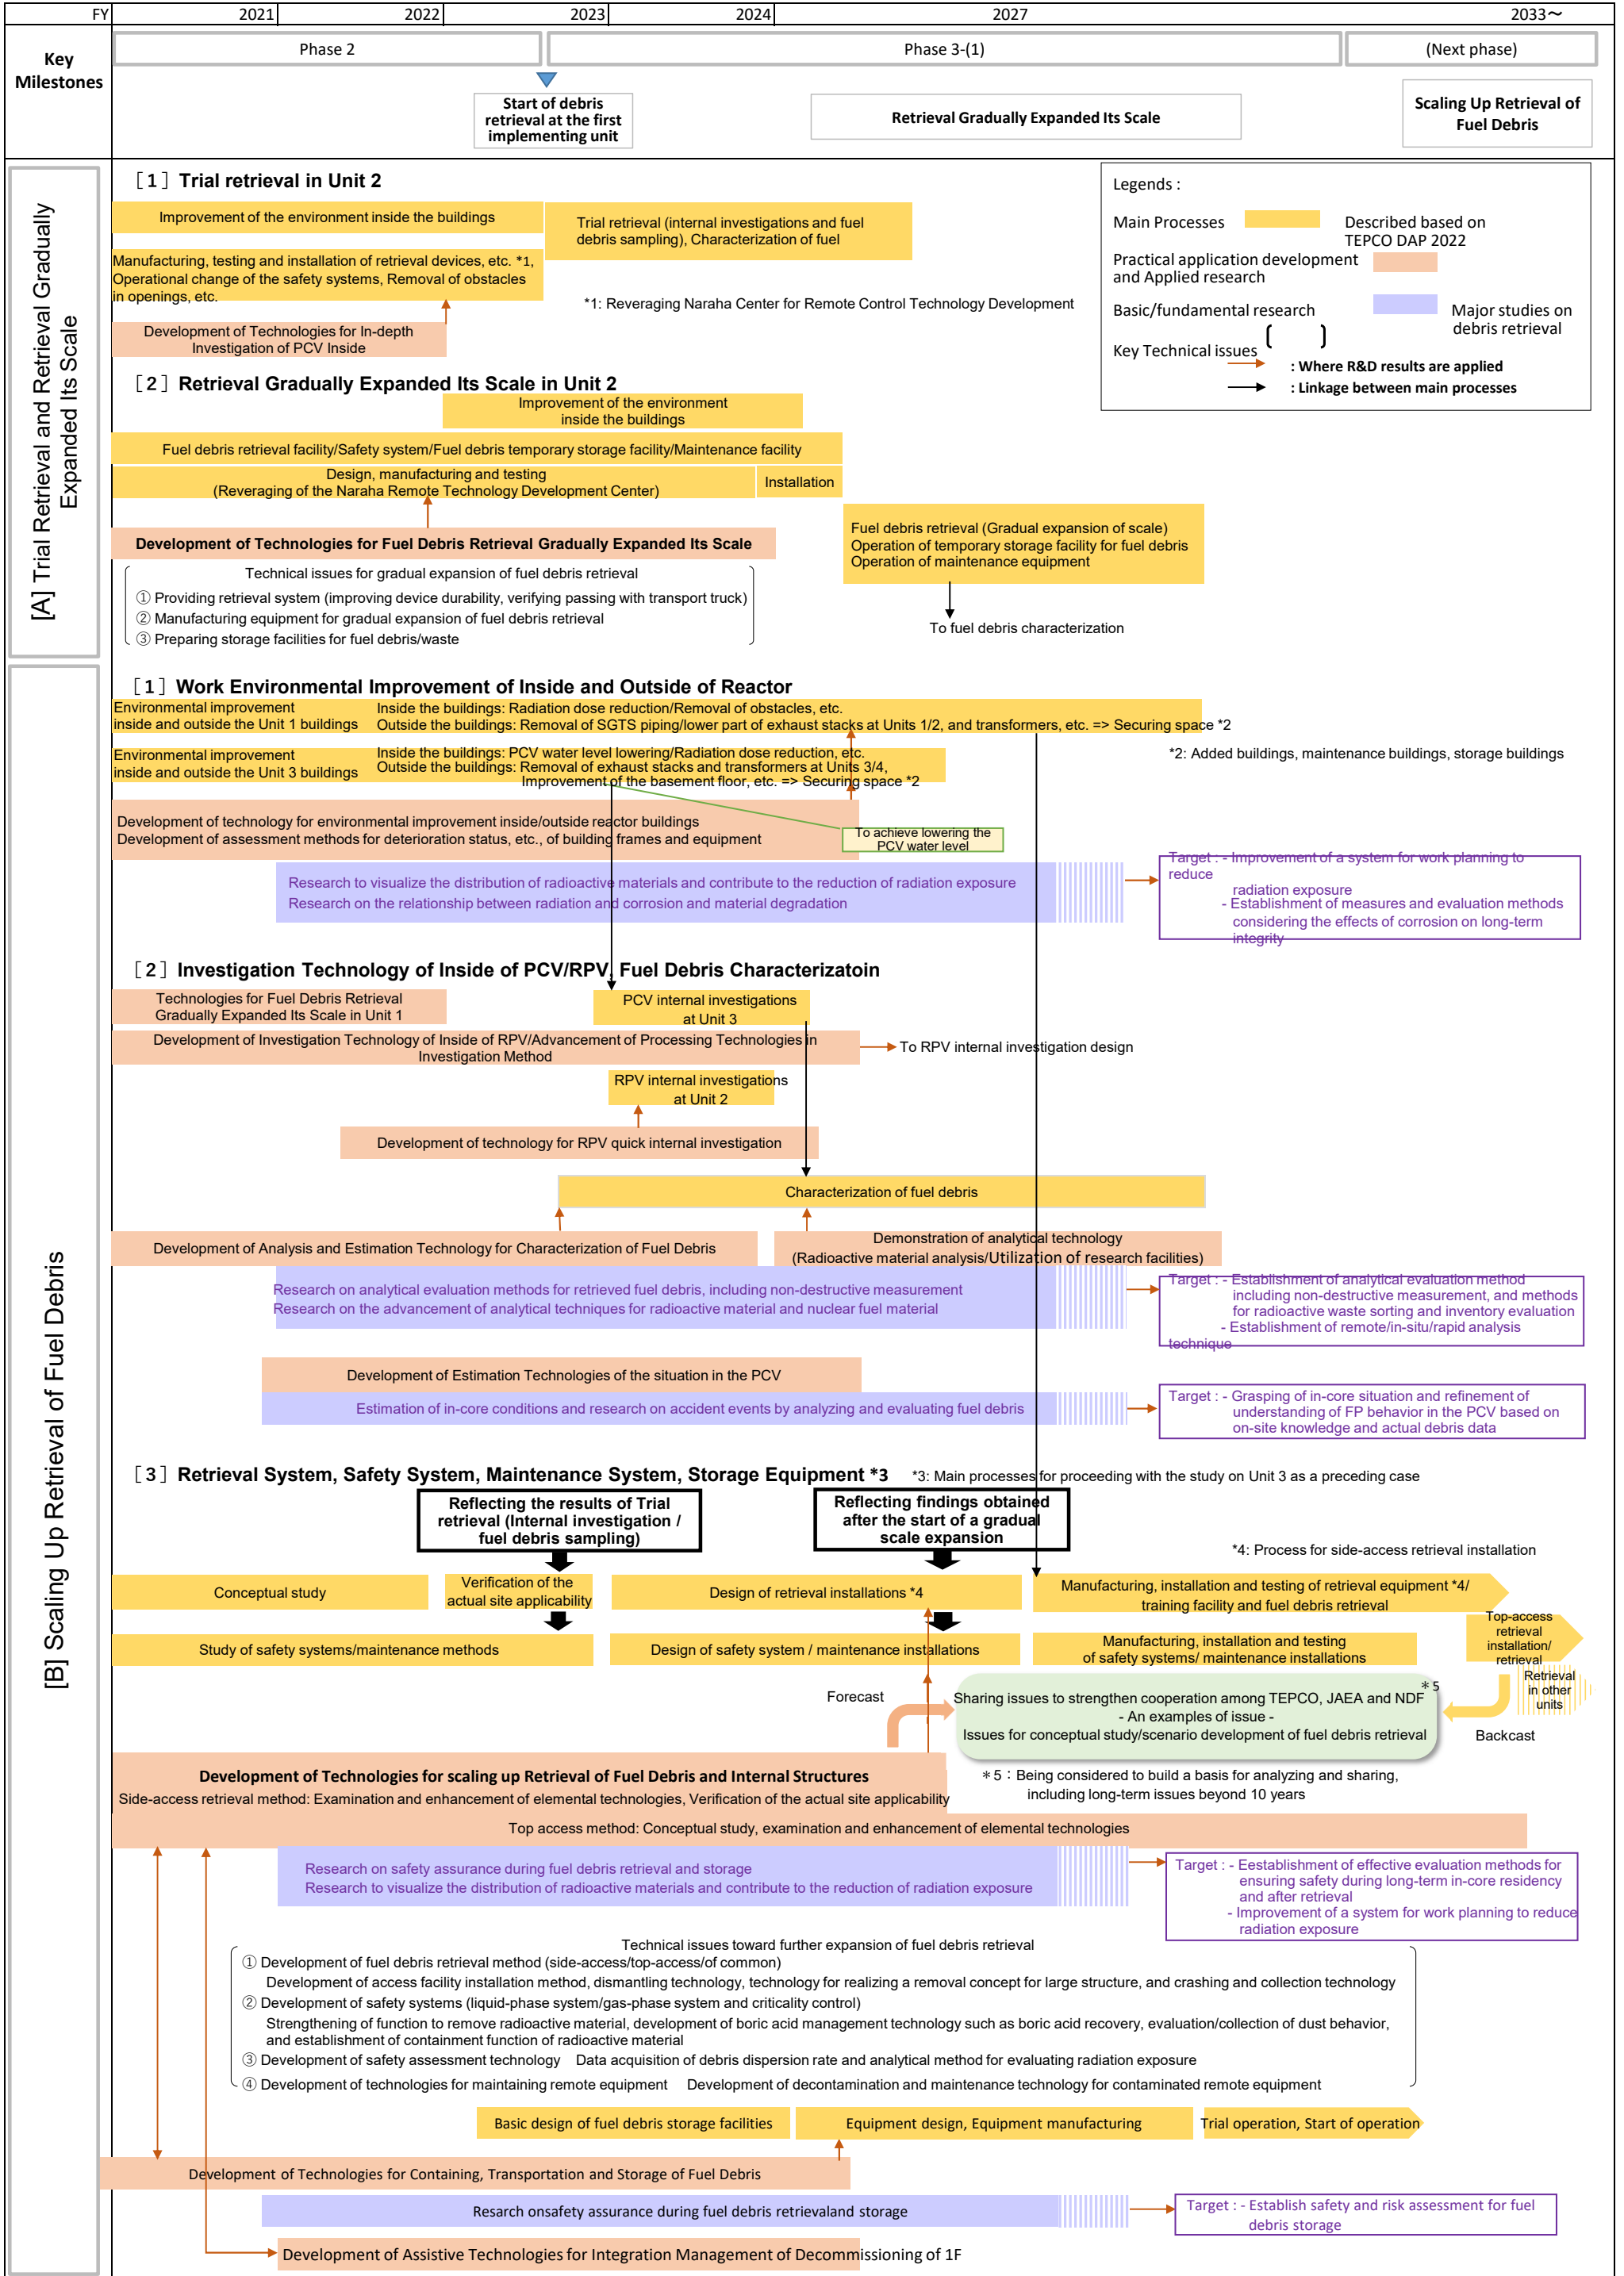 FY 2021 2022 2023 2024 2027 2033～
Key
Milestones
Phase 2
Phase 3-(1)
(Next phase)
Start of debris
retrieval at the first
implementing unit
Retrieval Gradually Expanded Its Scale
Scaling Up Retrieval of
Fuel Debris
[A] Trial Retrieval and Retrieval Gradually
Expanded Its Scale
［1］Trial retrieval in Unit 2
Improvement of the environment inside the buildings
Trial retrieval (internal investigations and fuel
debris sampling), Characterization of fuel
Manufacturing, testing and installation of retrieval devices, etc. *1,
Operational change of the safety systems, Removal of obstacles
in openings, etc.
*1: Reveraging Naraha Center for Remote Control Technology Development
Development of Technologies for In-depth
Investigation of PCV Inside
Legends :
Main Processes
Described based on
TEPCO DAP 2022
Practical application development
and Applied research
Basic/fundamental research
Major studies on
debris retrieval
Key Technical issues
: Where R&D results are applied
: Linkage between main processes
［2］Retrieval Gradually Expanded Its Scale in Unit 2
Improvement of the environment
inside the buildings
Fuel debris retrieval facility/Safety system/Fuel debris temporary storage facility/Maintenance facility
Design, manufacturing and testing
(Reveraging of the Naraha Remote Technology Development Center)
Installation
Development of Technologies for Fuel Debris Retrieval Gradually Expanded Its Scale
Fuel debris retrieval (Gradual expansion of scale)
Operation of temporary storage facility for fuel debris
Operation of maintenance equipment
Technical issues for gradual expansion of fuel debris retrieval
① Providing retrieval system (improving device durability, verifying passing with transport truck)
② Manufacturing equipment for gradual expansion of fuel debris retrieval
③ Preparing storage facilities for fuel debris/waste
To fuel debris characterization
[B] Scaling Up Retrieval of Fuel Debris
［1］Work Environmental Improvement of Inside and Outside of Reactor
Environmental improvement
inside and outside the Unit 1 buildings
Inside the buildings: Radiation dose reduction/Removal of obstacles, etc.
Outside the buildings: Removal of SGTS piping/lower part of exhaust stacks at Units 1/2, and transformers, etc. => Securing space *2
Environmental improvement
inside and outside the Unit 3 buildings
Inside the buildings: PCV water level lowering/Radiation dose reduction, etc.
Outside the buildings: Removal of exhaust stacks and transformers at Units 3/4,
Improvement of the basement floor, etc. => Securing space *2
*2: Added buildings, maintenance buildings, storage buildings
Development of technology for environmental improvement inside/outside reactor buildings
Development of assessment methods for deterioration status, etc., of building frames and equipment
To achieve lowering the
PCV water level
Research to visualize the distribution of radioactive materials and contribute to the reduction of radiation exposure
Research on the relationship between radiation and corrosion and material degradation
Target : - Improvement of a system for work planning to
reduce
radiation exposure
- Establishment of measures and evaluation methods
considering the effects of corrosion on long-term
integrity
［2］Investigation Technology of Inside of PCV/RPV, Fuel Debris Characterizatoin
Technologies for Fuel Debris Retrieval
Gradually Expanded Its Scale in Unit 1
PCV internal investigations
at Unit 3
Development of Investigation Technology of Inside of RPV/Advancement of Processing Technologies in
Investigation Method
To RPV internal investigation design
RPV internal investigations
at Unit 2
Development of technology for RPV quick internal investigation
Characterization of fuel debris
Development of Analysis and Estimation Technology for Characterization of Fuel Debris
Demonstration of analytical technology
(Radioactive material analysis/Utilization of research facilities)
Research on analytical evaluation methods for retrieved fuel debris, including non-destructive measurement
Research on the advancement of analytical techniques for radioactive material and nuclear fuel material
Target : - Establishment of analytical evaluation method
including non-destructive measurement, and methods
for radioactive waste sorting and inventory evaluation
- Establishment of remote/in-situ/rapid analysis
technique
Development of Estimation Technologies of the situation in the PCV
Estimation of in-core conditions and research on accident events by analyzing and evaluating fuel debris
Target : - Grasping of in-core situation and refinement of
understanding of FP behavior in the PCV based on
on-site knowledge and actual debris data
［3］Retrieval System, Safety System, Maintenance System, Storage Equipment *3
*3: Main processes for proceeding with the study on Unit 3 as a preceding case
Reflecting the results of Trial
retrieval (Internal investigation /
fuel debris sampling)
Reflecting findings obtained
after the start of a gradual
scale expansion
*4: Process for side-access retrieval installation
Conceptual study
Verification of the
actual site applicability
Design of retrieval installations *4
Manufacturing, installation and testing of retrieval equipment *4/
training facility and fuel debris retrieval
Study of safety systems/maintenance methods
Design of safety system / maintenance installations
Manufacturing, installation and testing
of safety systems/ maintenance installations
Top-access
retrieval
installation/
retrieval
Retrieval
in other
units
Forecast
Sharing issues to strengthen cooperation among TEPCO, JAEA and NDF ＊5
- An examples of issue -
Issues for conceptual study/scenario development of fuel debris retrieval
Backcast
Development of Technologies for scaling up Retrieval of Fuel Debris and Internal Structures
Side-access retrieval method: Examination and enhancement of elemental technologies, Verification of the actual site applicability
＊5：Being considered to build a basis for analyzing and sharing,
including long-term issues beyond 10 years
Top access method: Conceptual study, examination and enhancement of elemental technologies
Research on safety assurance during fuel debris retrieval and storage
Research to visualize the distribution of radioactive materials and contribute to the reduction of radiation exposure
Target : - Eestablishment of effective evaluation methods for
ensuring safety during long-term in-core residency
and after retrieval
- Improvement of a system for work planning to reduce
radiation exposure
Technical issues toward further expansion of fuel debris retrieval
① Development of fuel debris retrieval method (side-access/top-access/of common)
Development of access facility installation method, dismantling technology, technology for realizing a removal concept for large structure, and crashing and collection technology
② Development of safety systems (liquid-phase system/gas-phase system and criticality control)
Strengthening of function to remove radioactive material, development of boric acid management technology such as boric acid recovery, evaluation/collection of dust behavior,
and establishment of containment function of radioactive material
③ Development of safety assessment technology Data acquisition of debris dispersion rate and analytical method for evaluating radiation exposure
④ Development of technologies for maintaining remote equipment Development of decontamination and maintenance technology for contaminated remote equipment
Basic design of fuel debris storage facilities
Equipment design, Equipment manufacturing
Trial operation, Start of operation
Development of Technologies for Containing, Transportation and Storage of Fuel Debris
Resarch onsafety assurance during fuel debris retrievaland storage
Target : - Establish safety and risk assessment for fuel
debris storage
Development of Assistive Technologies for Integration Management of Decommissioning of 1F